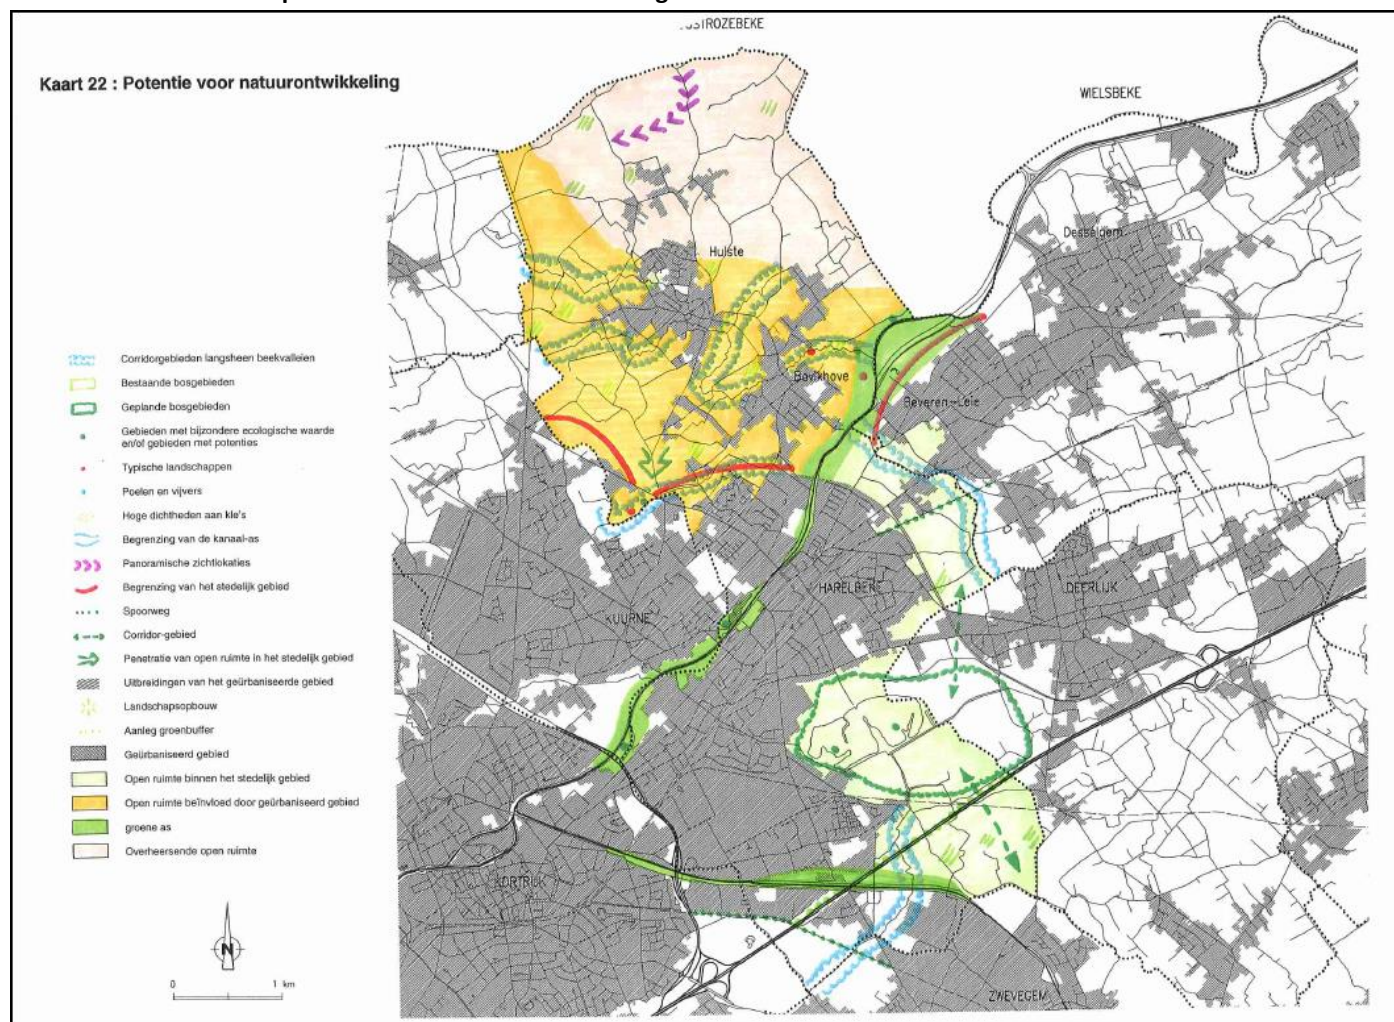 Kaart 22 : Potentie voor natuurontwikkeling
WIELSBEKE
Desselgem
Hulste
Bavikhove
Beveren-Leie
HARELBEKE
DEERLIJK
KUURNE
KORTRIJK
ZWEVEGEM
Corridorgebieden langsheen beekvalleien
Bestaande bosgebieden
Geplande bosgebieden
Gebieden met bijzondere ecologische waarde
en/of gebieden met potenties
Typische landschappen
Poelen en vijvers
Hoge dichtheden aan kle's
Begrenzing van de kanaal-as
Panoramische zichtlokaties
Begrenzing van het stedelijk gebied
Spoorweg
Corridor-gebied
Penetratie van open ruimte in het stedelijk gebied
Uitbreidingen van het geürbaniseerde gebied
Landschapsopbouw
Aanleg groenbuffer
Geürbaniseerd gebied
Open ruimte binnen het stedelijk gebied
Open ruimte beïnvloed door geürbaniseerd gebied
groene as
Overheersende open ruimte
N
0 1 km